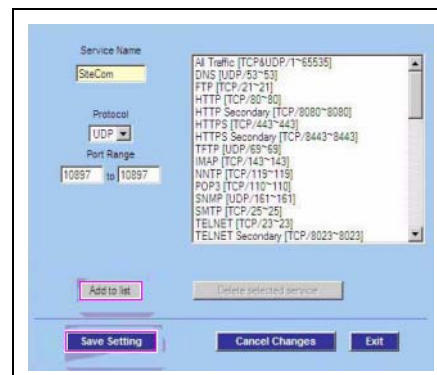 Service Name
SiteCom
Protocol
UDP
Port Range
10897 to 10897
All Traffic [TCP&UDP/1~65535]
DNS [UDP/53~53]
FTP [TCP/21~21]
HTTP [TCP/80~80]
HTTP Secondary [TCP/8080~8080]
HTTPS [TCP/443~443]
HTTPS Secondary [TCP/8443~8443]
TFTP [UDP/69~69]
IMAP [TCP/143~143]
NNTP [TCP/119~119]
POP3 [TCP/110~110]
SNMP [UDP/161~161]
SMTP [TCP/25~25]
TELNET [TCP/23~23]
TELNET Secondary [TCP/8023~8023]
Add to list
Delete selected service
Save Setting
Cancel Changes
Exit